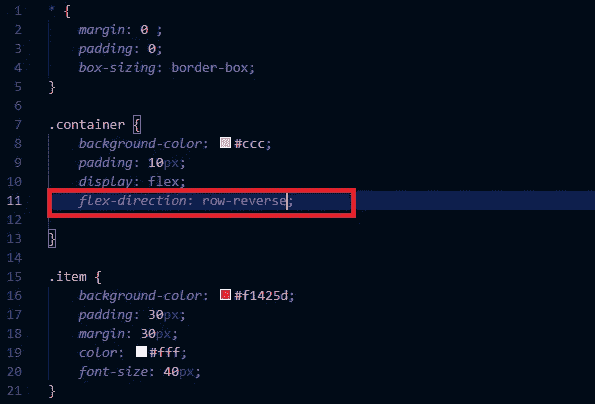 1 * {
2 margin: 0 ;
3 padding: 0;
4 box-sizing: border-box;
5 }
6
7 .container {
8 background-color: #ccc;
9 padding: 10px;
10 display: flex;
11 flex-direction: row-reverse;
12
13 }
14
15 .item {
16 background-color: #f1425d;
17 padding: 30px;
18 margin: 30px;
19 color: #fff;
20 font-size: 40px;
21 }